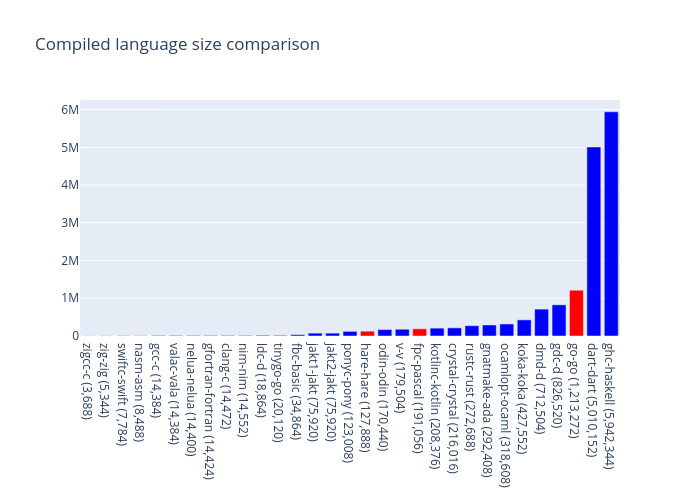 Compiled language size comparison
6M
5M
4M
3M
2M
1M
0
zigcc-c (3,688)
zig-zig (5,344)
swiftc-swift (7,784)
nasm-asm (8,488)
gcc-c (14,384)
valac-vala (14,384)
nelua-nelua (14,400)
gfortran-fortran (14,424)
clang-c (14,472)
nim-nim (14,552)
ldc-d (18,864)
tinygo-go (20,120)
fbc-basic (34,864)
jakt1-jakt (75,920)
jakt2-jakt (75,920)
ponyc-pony (123,008)
hare-hare (127,888)
odin-odin (170,440)
v-v (179,504)
fpc-pascal (191,056)
kotlinc-kotlin (208,376)
crystal-crystal (216,016)
rustc-rust (272,688)
gnatmake-ada (292,408)
ocamlopt-ocaml (318,608)
koka-koka (427,552)
dmd-d (712,504)
gdc-d (826,520)
go-go (1,213,272)
dart-dart (5,010,152)
ghc-haskell (5,942,344)